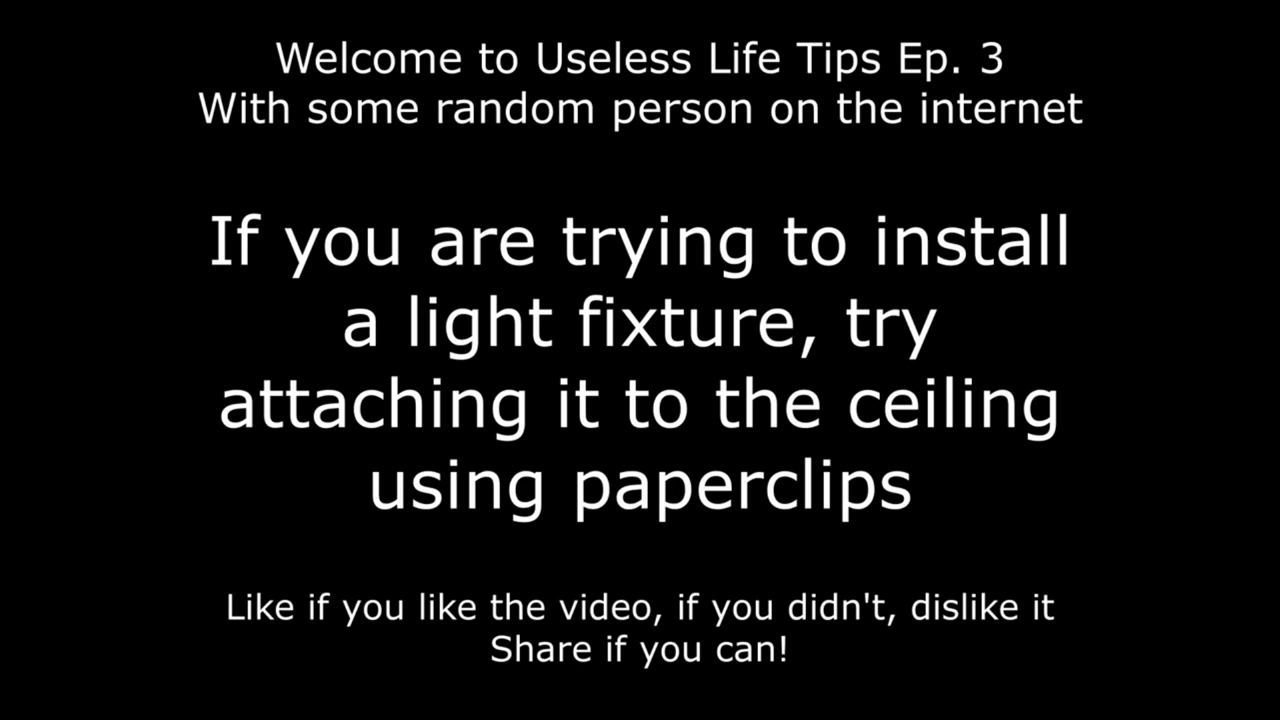 Welcome to Useless Life Tips Ep. 3
With some random person on the internet
If you are trying to install
a light fixture, try
attaching it to the ceiling
using paperclips
Like if you like the video, if you didn't, dislike it
Share if you can!